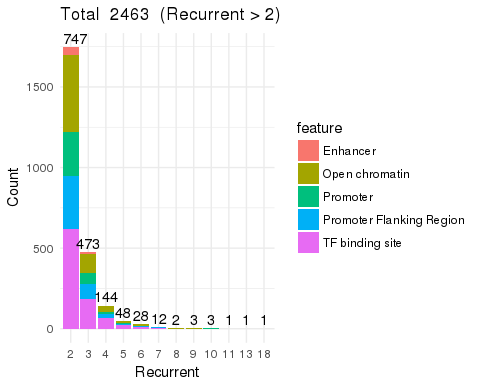 Total 2463 (Recurrent > 2)
747
473
144
48
28
12
2
3
3
1
1
1
Count
1500
1000
500
0
2 3 4 5 6 7 8 9 10 11 13 18
Recurrent
feature
Enhancer
Open chromatin
Promoter
Promoter Flanking Region
TF binding site